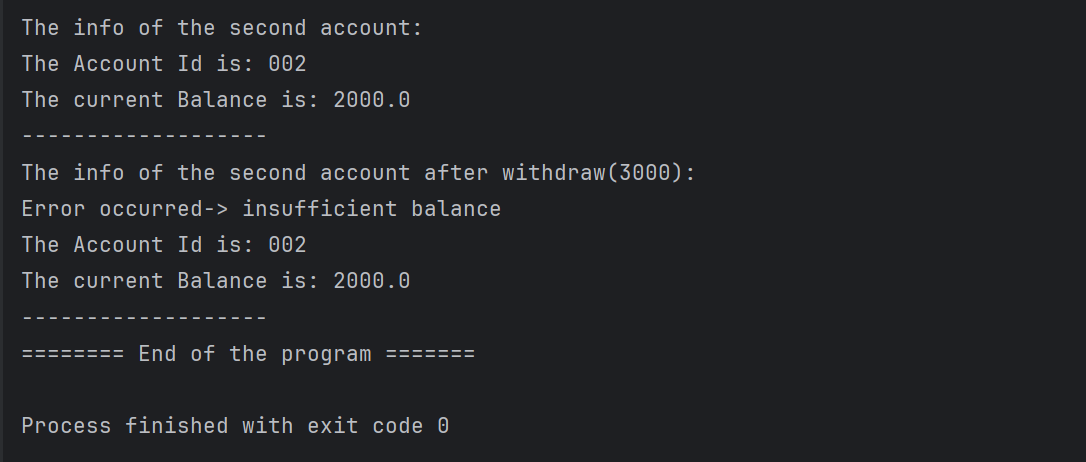 The info of the second account:
The Account Id is: 002
The current Balance is: 2000.0
-------------------
The info of the second account after withdraw(3000):
Error occurred-> insufficient balance
The Account Id is: 002
The current Balance is: 2000.0
-------------------
======== End of the program =======
Process finished with exit code 0